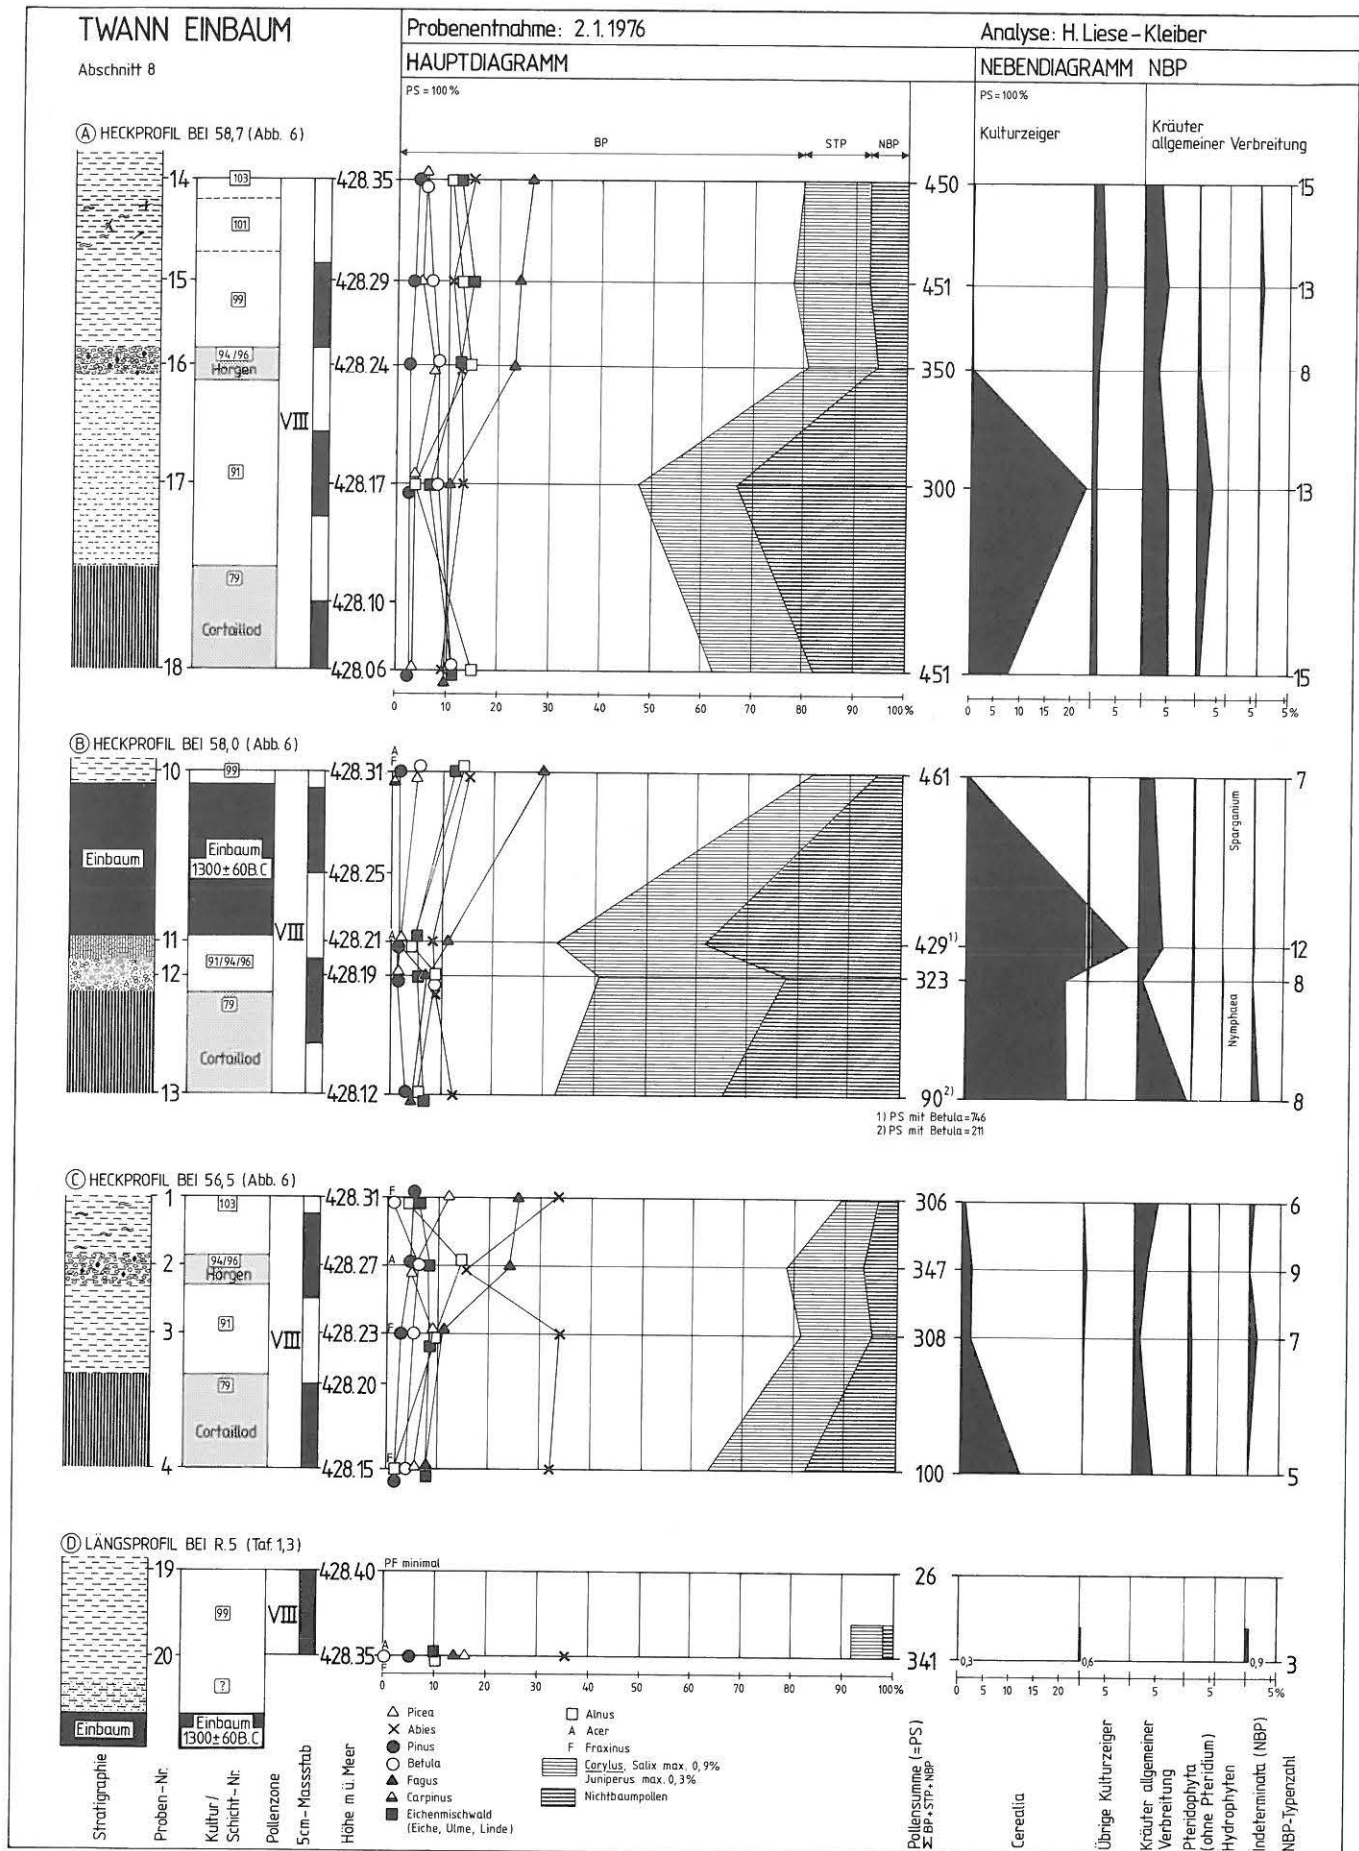 TWANN EINBAUM
Abschnitt 8
Probenentnahme: 2.1.1976
Analyse: H. Liese-Kleiber
HAUPTDIAGRAMM
NEBENDIAGRAMM NBP
PS = 100 %
PS = 100 %
Kulturzeiger
Kräuter
allgemeiner Verbreitung
BP
STP
NBP
A HECKPROFIL BEI 58,7 (Abb. 6)
14
103
428.35
450
15
101
15
428.29
451
13
99
94/96
Horgen
16
428.24
350
8
VIII
91
17
428.17
300
13
79
428.10
Cortaillod
18
428.06
451
15
0 10 20 30 40 50 60 70 80 90 100%
0 5 10 15 20 5 5 5 5 5%
B HECKPROFIL BEI 58,0 (Abb. 6)
A
F
10
99
428.31
461
7
Einbaum
Einbaum
1300±60B.C
428.25
Sparganium
VIII
A
11
428.21
429 1)
12
91/94/96
12
428.19
323
8
79
Nymphaea
Cortaillod
13
428.12
90 2)
8
1) PS mit Betula=746
2) PS mit Betula=211
C HECKPROFIL BEI 56,5 (Abb. 6)
1
103
428.31
F
306
6
94/96
Horgen
2
428.27
A
347
9
91
3
VIII
428.23
F
308
7
79
428.20
Cortaillod
4
428.15
F
100
5
D LÄNGSPROFIL BEI R.5 (Taf. 1,3)
19
428.40
PF minimal
26
99
VIII
20
428.35
A
F
341
0,3
0,6
0,9
3
?
Einbaum
Einbaum
1300±60B.C
0 10 20 30 40 50 60 70 80 90 100%
0 5 10 15 20 5 5 5 5 5%
Picea
Abies
Pinus
Betula
Fagus
Carpinus
Eichenmischwald
(Eiche, Ulme, Linde)
Alnus
A Acer
F Fraxinus
Corylus, Salix max. 0,9%
Juniperus max. 0,3%
Nichtbaumpollen
Stratigraphie
Proben-Nr.
Kultur/
Schicht-Nr.
Pollenzone
5cm-Massstab
Höhe m ü. Meer
Pollensumme (=PS)
Σ BP+STP+NBP
Cerealia
Übrige Kulturzeiger
Kräuter allgemeiner
Verbreitung
Pteridophyta
(ohne Pteridium)
Hydrophyten
Indeterminata (NBP)
NBP-Typenzahl